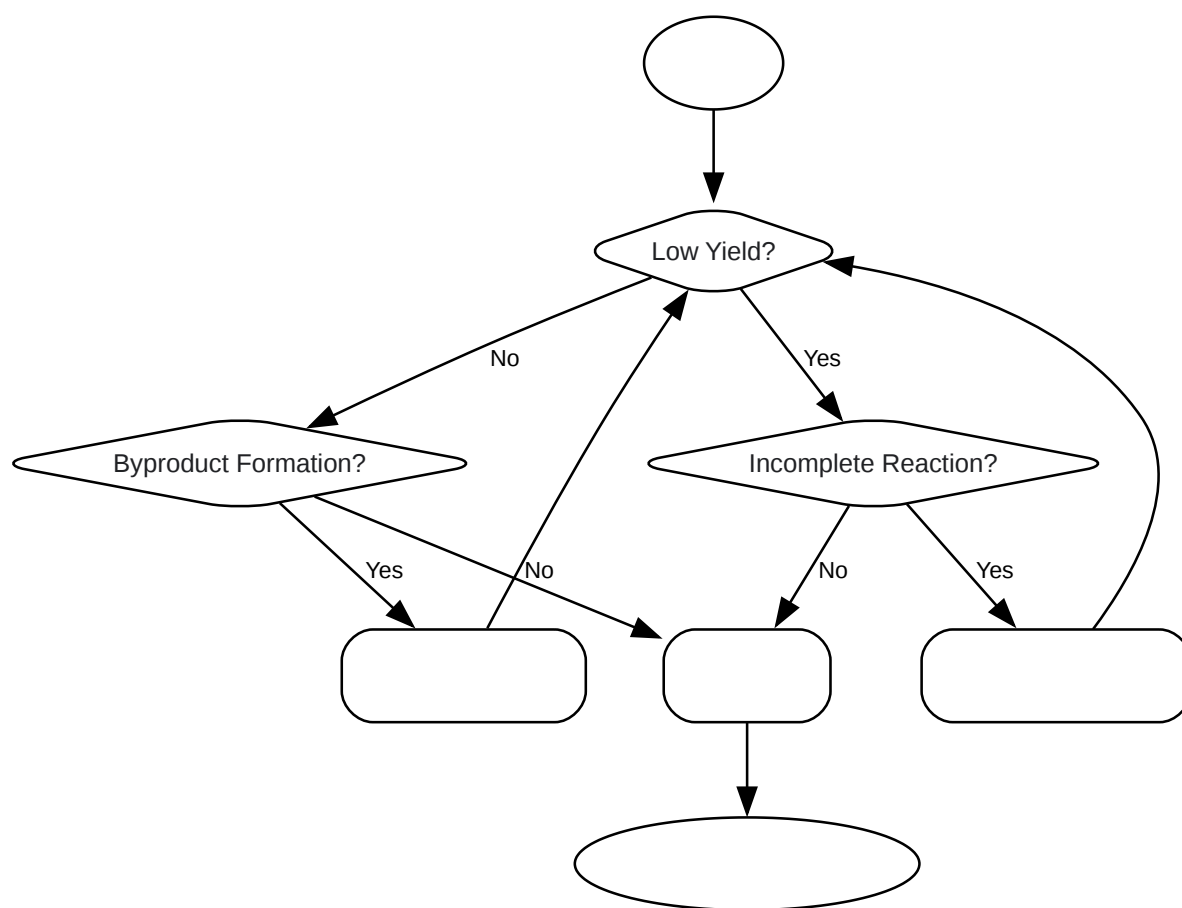 Low Yield?
No
Yes
Byproduct Formation?
Incomplete Reaction?
Yes
No
No
Yes